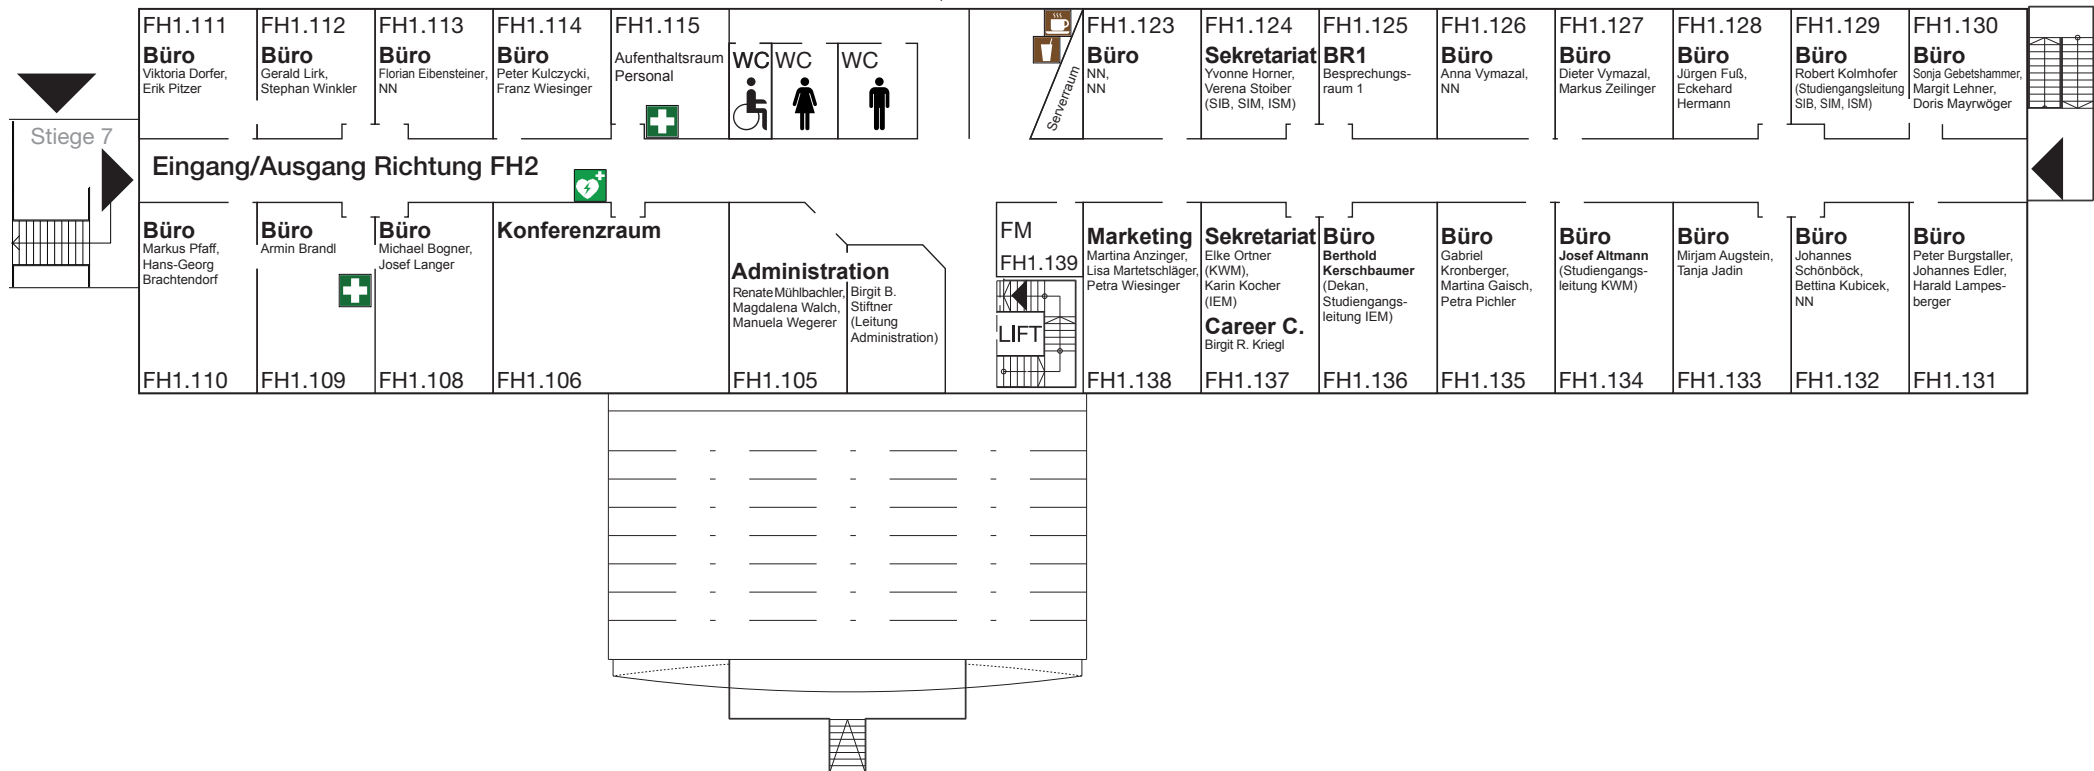 FH1.111
Büro
Viktoria Dorfer,
Erik Pitzer
FH1.112
Büro
Gerald Lirk,
Stephan Winkler
FH1.113
Büro
Florian Eibensteiner,
NN
FH1.114
Büro
Peter Kulczycki,
Franz Wiesinger
FH1.115
Aufenthaltsraum
Personal
WC
WC
WC
Serverraum
FH1.123
Büro
NN,
NN
FH1.124
Sekretariat
Yvonne Horner,
Verena Stoiber
(SIB, SIM, ISM)
FH1.125
BR1
Besprechungs-
raum 1
FH1.126
Büro
Anna Vymazal,
NN
FH1.127
Büro
Dieter Vymazal,
Markus Zeilinger
FH1.128
Büro
Jürgen Fuß,
Eckehard
Hermann
FH1.129
Büro
Robert Kolmhofer
(Studiengangsleitung
SIB, SIM, ISM)
FH1.130
Büro
Sonja Gebetshammer,
Margit Lehner,
Doris Mayrwöger
Stiege 7
Eingang/Ausgang Richtung FH2
Büro
Markus Pfaff,
Hans-Georg
Brachtendorf
FH1.110
Büro
Armin Brandl
FH1.109
Büro
Michael Bogner,
Josef Langer
FH1.108
Konferenzraum
FH1.106
Administration
Renate Mühlbachler,
Magdalena Walch,
Manuela Wegerer
FH1.105
Birgit B.
Stiftner
(Leitung
Administration)
FM
FH1.139
LIFT
Marketing
Martina Anzinger,
Lisa Martetschläger,
Petra Wiesinger
FH1.138
Sekretariat
Elke Ortner
(KWM),
Karin Kocher
(IEM)
Career C.
Birgit R. Kriegl
FH1.137
Büro
Berthold
Kerschbaumer
(Dekan,
Studiengangs-
leitung IEM)
FH1.136
Büro
Gabriel
Kronberger,
Martina Gaisch,
Petra Pichler
FH1.135
Büro
Josef Altmann
(Studiengangs-
leitung KWM)
FH1.134
Büro
Mirjam Augstein,
Tanja Jadin
FH1.133
Büro
Johannes
Schönböck,
Bettina Kubicek,
NN
FH1.132
Büro
Peter Burgstaller,
Johannes Edler,
Harald Lampes-
berger
FH1.131